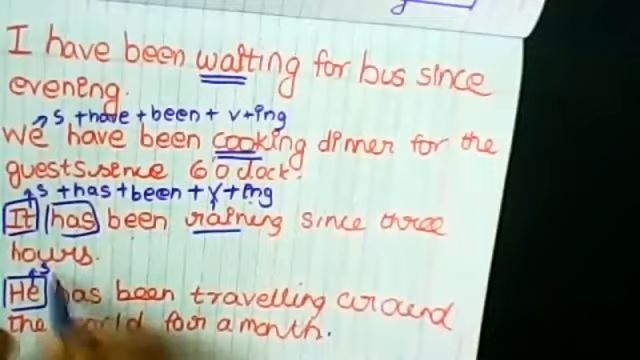 I have been waiting for bus since
evening.
s + have + been + v+ing
We have been cooking dinner for the
guests since 6 o'clock.
s + has + been + v + ing
It has been raining since three
hours.
s
He has been travelling around
the world for a month.